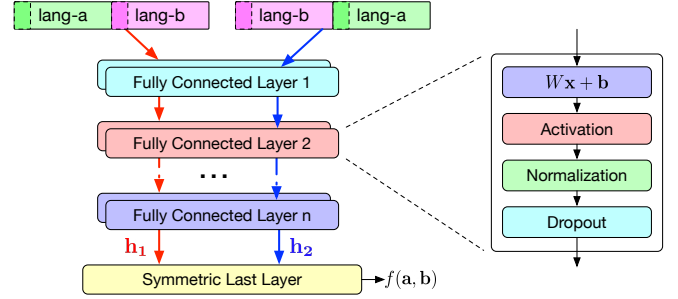 lang-a lang-b lang-b lang-a
Fully Connected Layer 1
Fully Connected Layer 2
...
Fully Connected Layer n
h₁ h₂
Symmetric Last Layer
f(a, b)
Wx + b
Activation
Normalization
Dropout